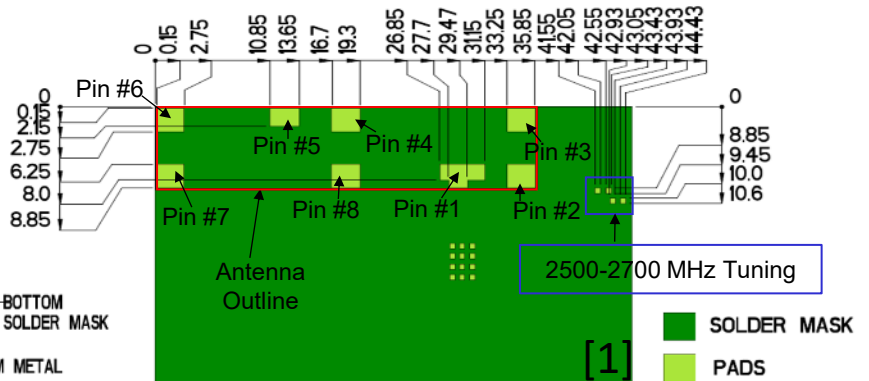 0
0.15
2.75
10.85
13.65
16.7
19.3
26.85
27.7
29.47
31.15
33.25
35.85
41.55
42.05
42.55
42.93
43.05
43.43
43.93
44.43
Pin #6
0
0.15
2.15
2.75
6.25
8.0
8.85
Pin #5
Pin #4
Pin #3
Pin #7
Pin #8
Pin #1
Pin #2
0
8.85
9.45
10.0
10.6
Antenna
Outline
2500-2700 MHz Tuning
BOTTOM
SOLDER MASK
METAL
[1]
SOLDER MASK
PADS